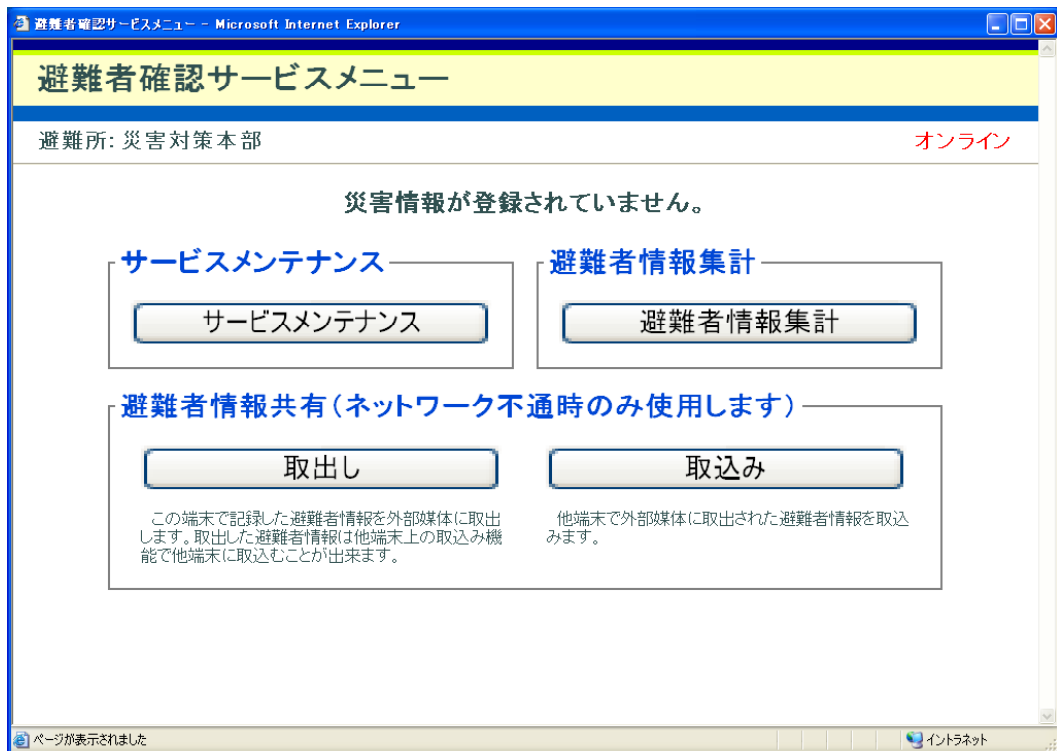 避難者確認サービスメニュー - Microsoft Internet Explorer
避難者確認サービスメニュー
避難所: 災害対策本部
オンライン
災害情報が登録されていません。
サービスメンテナンス
サービスメンテナンス
避難者情報集計
避難者情報集計
避難者情報共有(ネットワーク不通時のみ使用します)
取出し
この端末で記録した避難者情報を外部媒体に取出
します。取出した避難者情報は他端末上の取込み機
能で他端末に取込むことが出来ます。
取込み
他端末で外部媒体に取出された避難者情報を取込
みます。
ページが表示されました
イントラネット